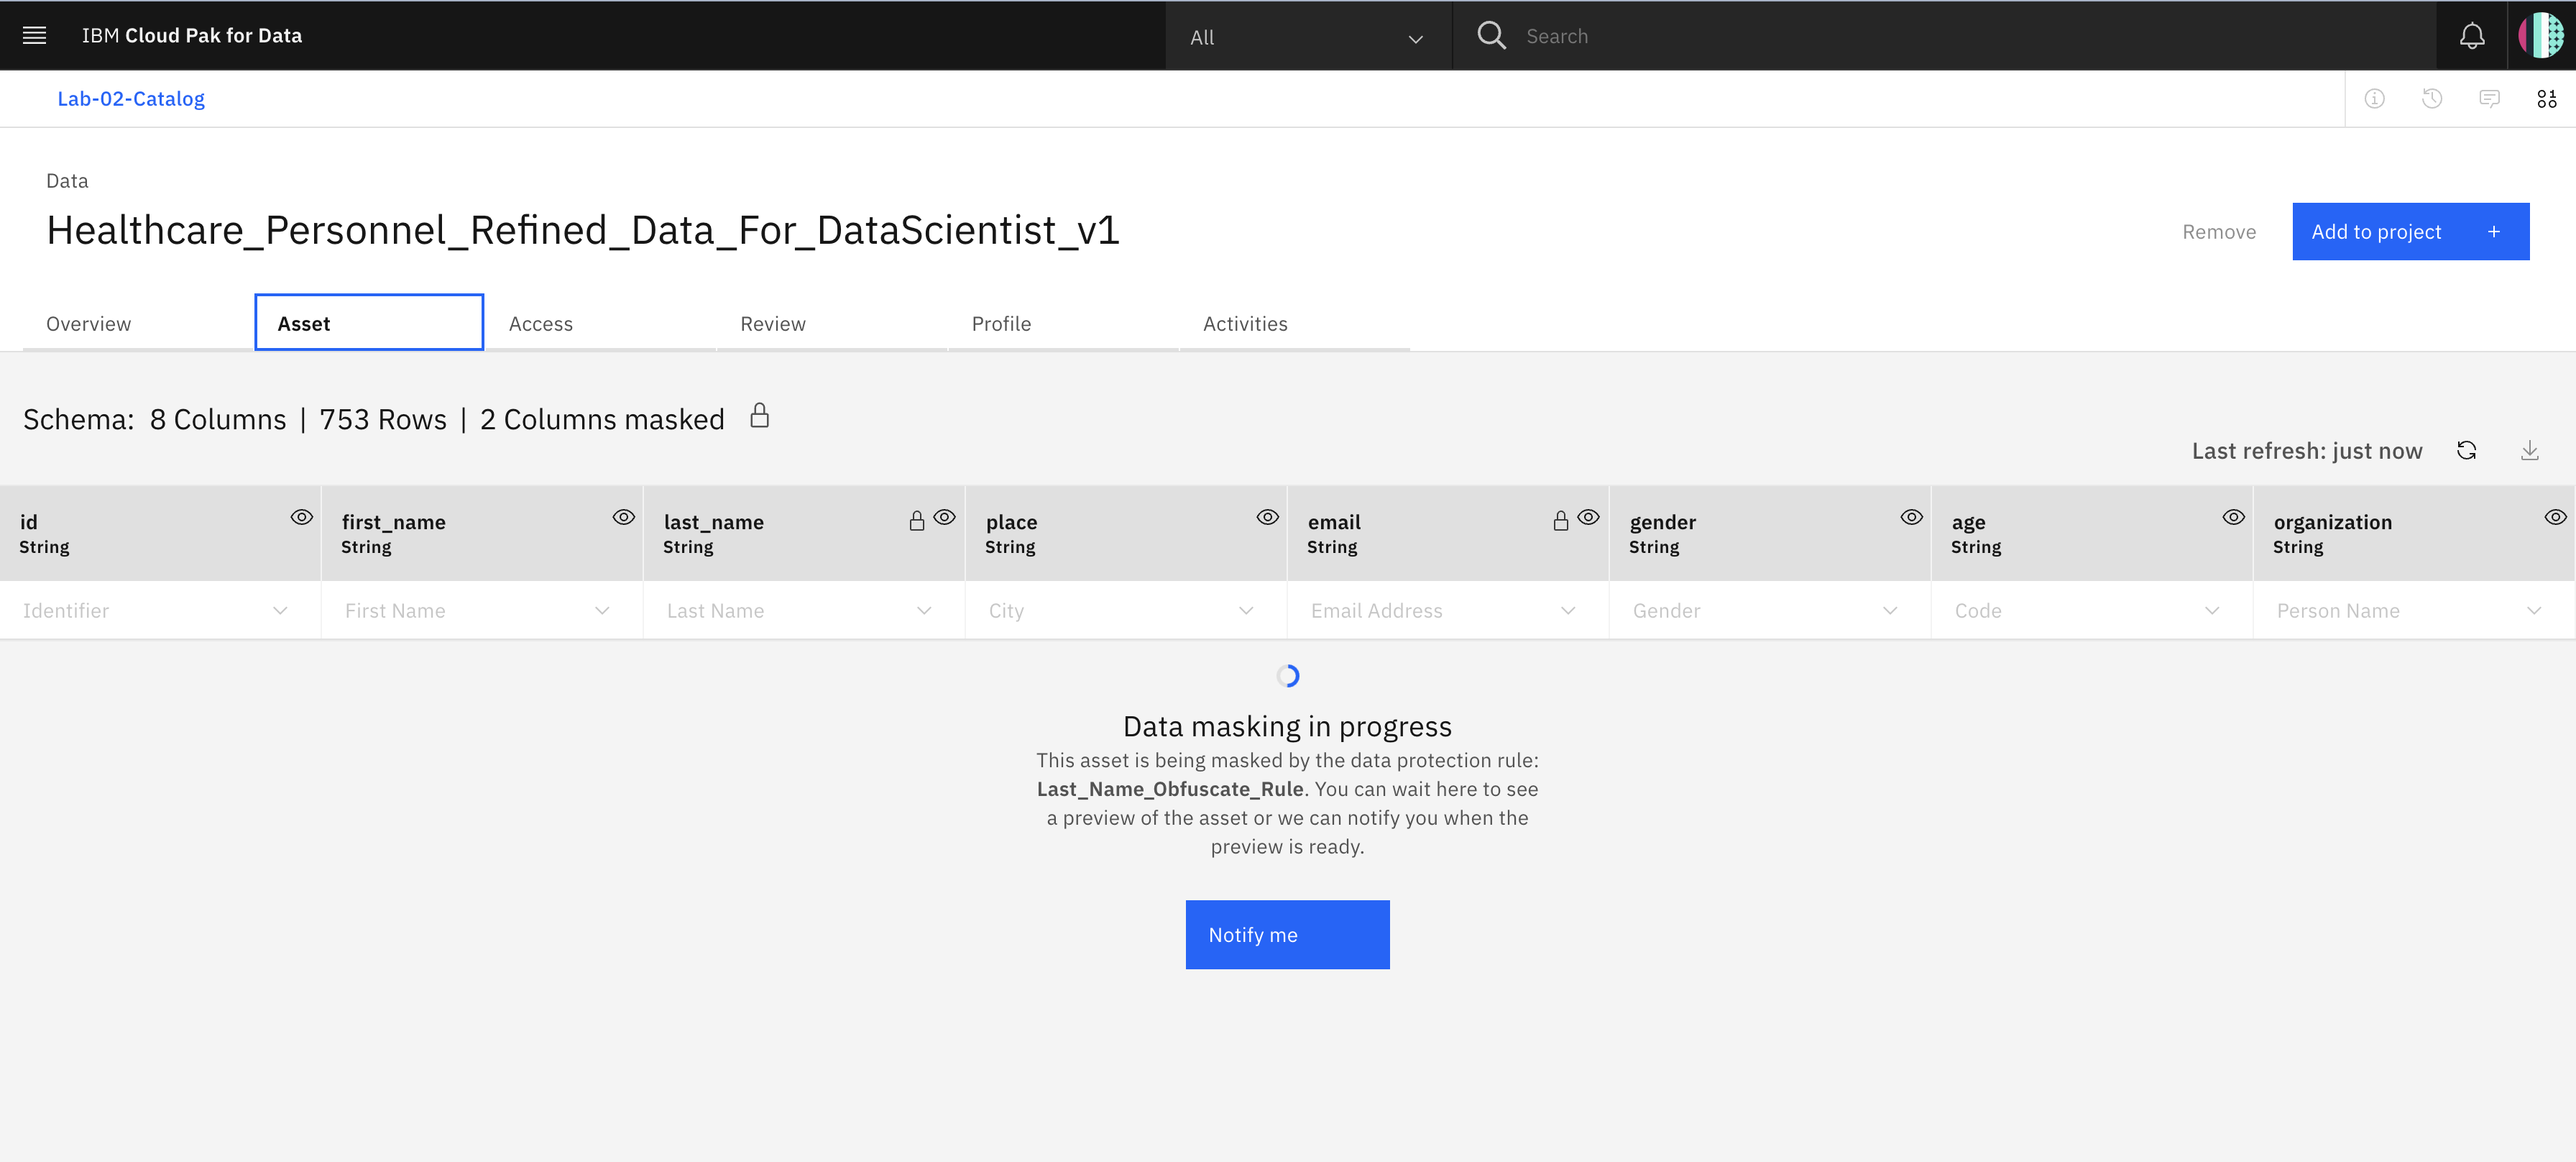 IBM Cloud Pak for Data
All
Search
Lab-02-Catalog
Data
Healthcare_Personnel_Refined_Data_For_DataScientist_v1
Remove
Add to project +
Overview
Asset
Access
Review
Profile
Activities
Schema: 8 Columns | 753 Rows | 2 Columns masked
Last refresh: just now
id
String
first_name
String
last_name
String
place
String
email
String
gender
String
age
String
organization
String
Identifier
First Name
Last Name
City
Email Address
Gender
Code
Person Name
Data masking in progress
This asset is being masked by the data protection rule:
Last_Name_Obfuscate_Rule. You can wait here to see
a preview of the asset or we can notify you when the
preview is ready.
Notify me